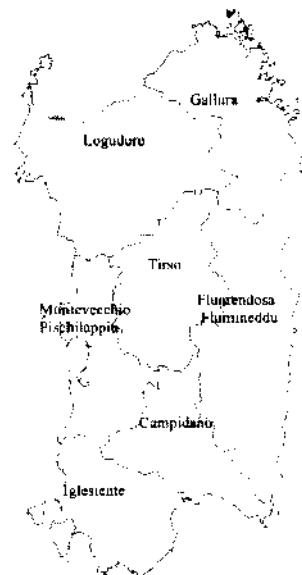 Gallura
Logudoro
Tirso
Montevecchio
Pischilappiu
Flumendosa
Flumineddu
Campidano
Iglesiente